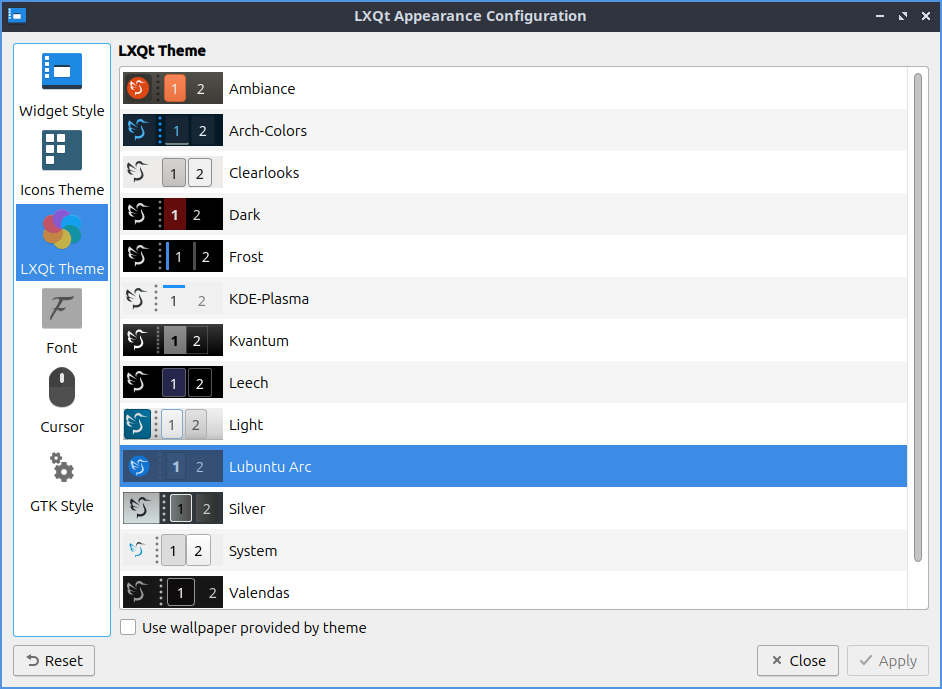 LXQt Appearance Configuration
Widget Style
Icons Theme
LXQt Theme
Font
Cursor
GTK Style
LXQt Theme
1 2 Ambiance
1 2 Arch-Colors
1 2 Clearlooks
1 2 Dark
1 2 Frost
1 2 KDE-Plasma
1 2 Kvantum
1 2 Leech
1 2 Light
1 2 Lubuntu Arc
1 2 Silver
1 2 System
1 2 Valendas
Use wallpaper provided by theme
Reset
Close
Apply